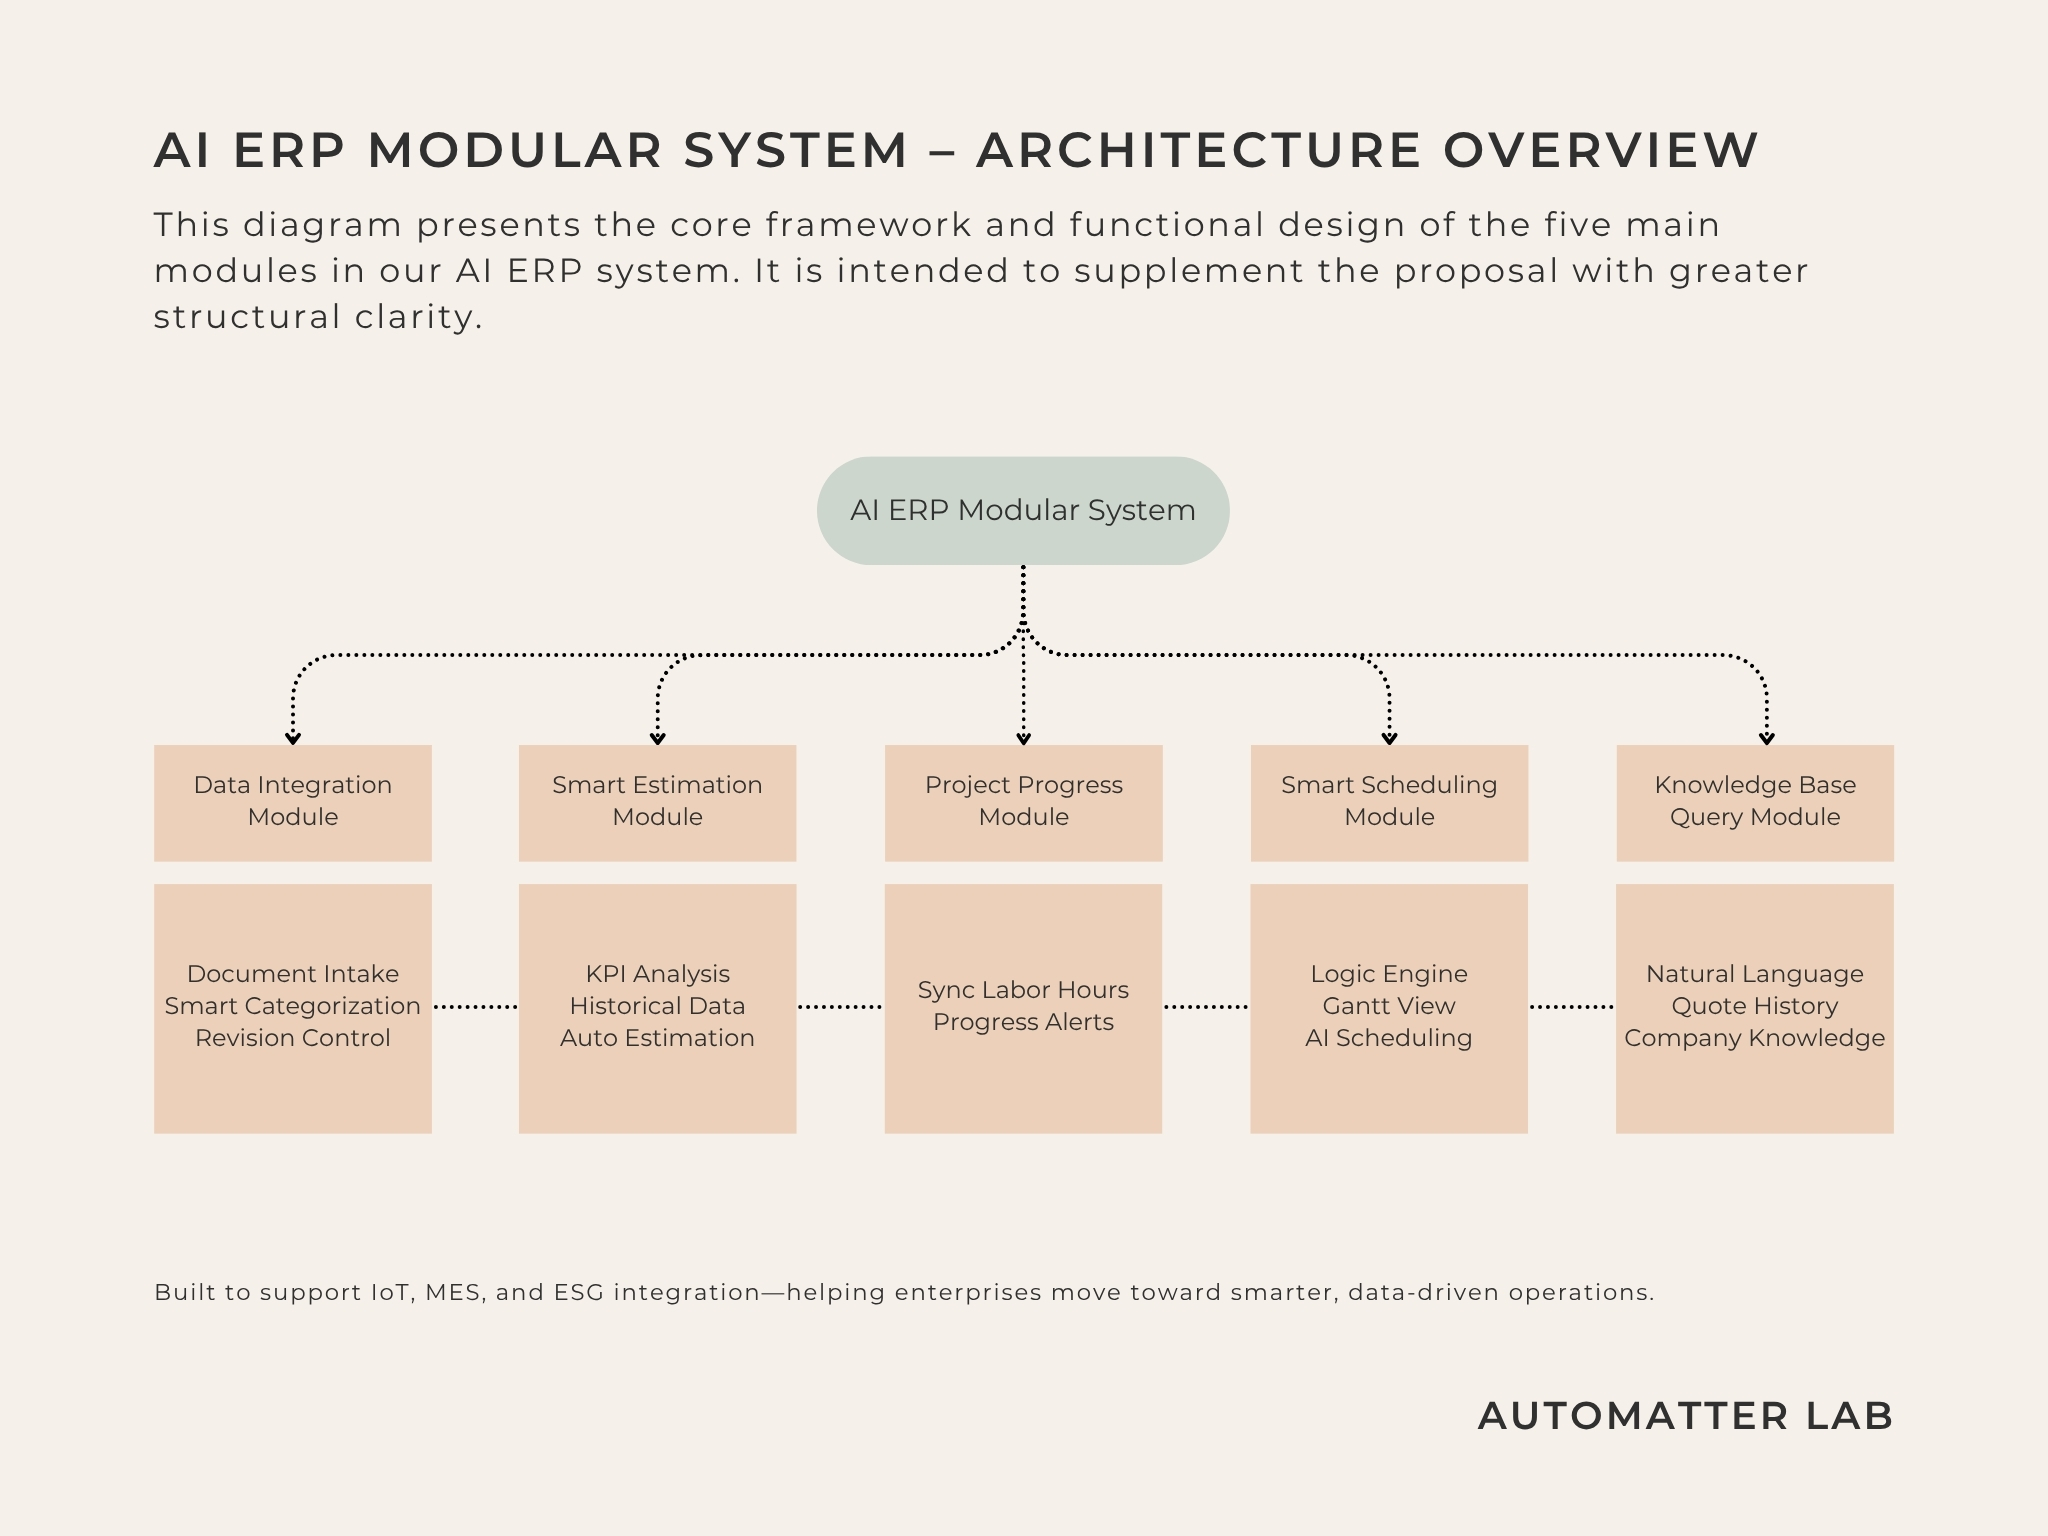 AI ERP MODULAR SYSTEM – ARCHITECTURE OVERVIEW
This diagram presents the core framework and functional design of the five main
modules in our AI ERP system. It is intended to supplement the proposal with greater
structural clarity.
AI ERP Modular System
Data Integration
Module
Smart Estimation
Module
Project Progress
Module
Smart Scheduling
Module
Knowledge Base
Query Module
Document Intake
Smart Categorization
Revision Control
KPI Analysis
Historical Data
Auto Estimation
Sync Labor Hours
Progress Alerts
Logic Engine
Gantt View
AI Scheduling
Natural Language
Quote History
Company Knowledge
Built to support IoT, MES, and ESG integration—helping enterprises move toward smarter, data-driven operations.
AUTOMATTER LAB